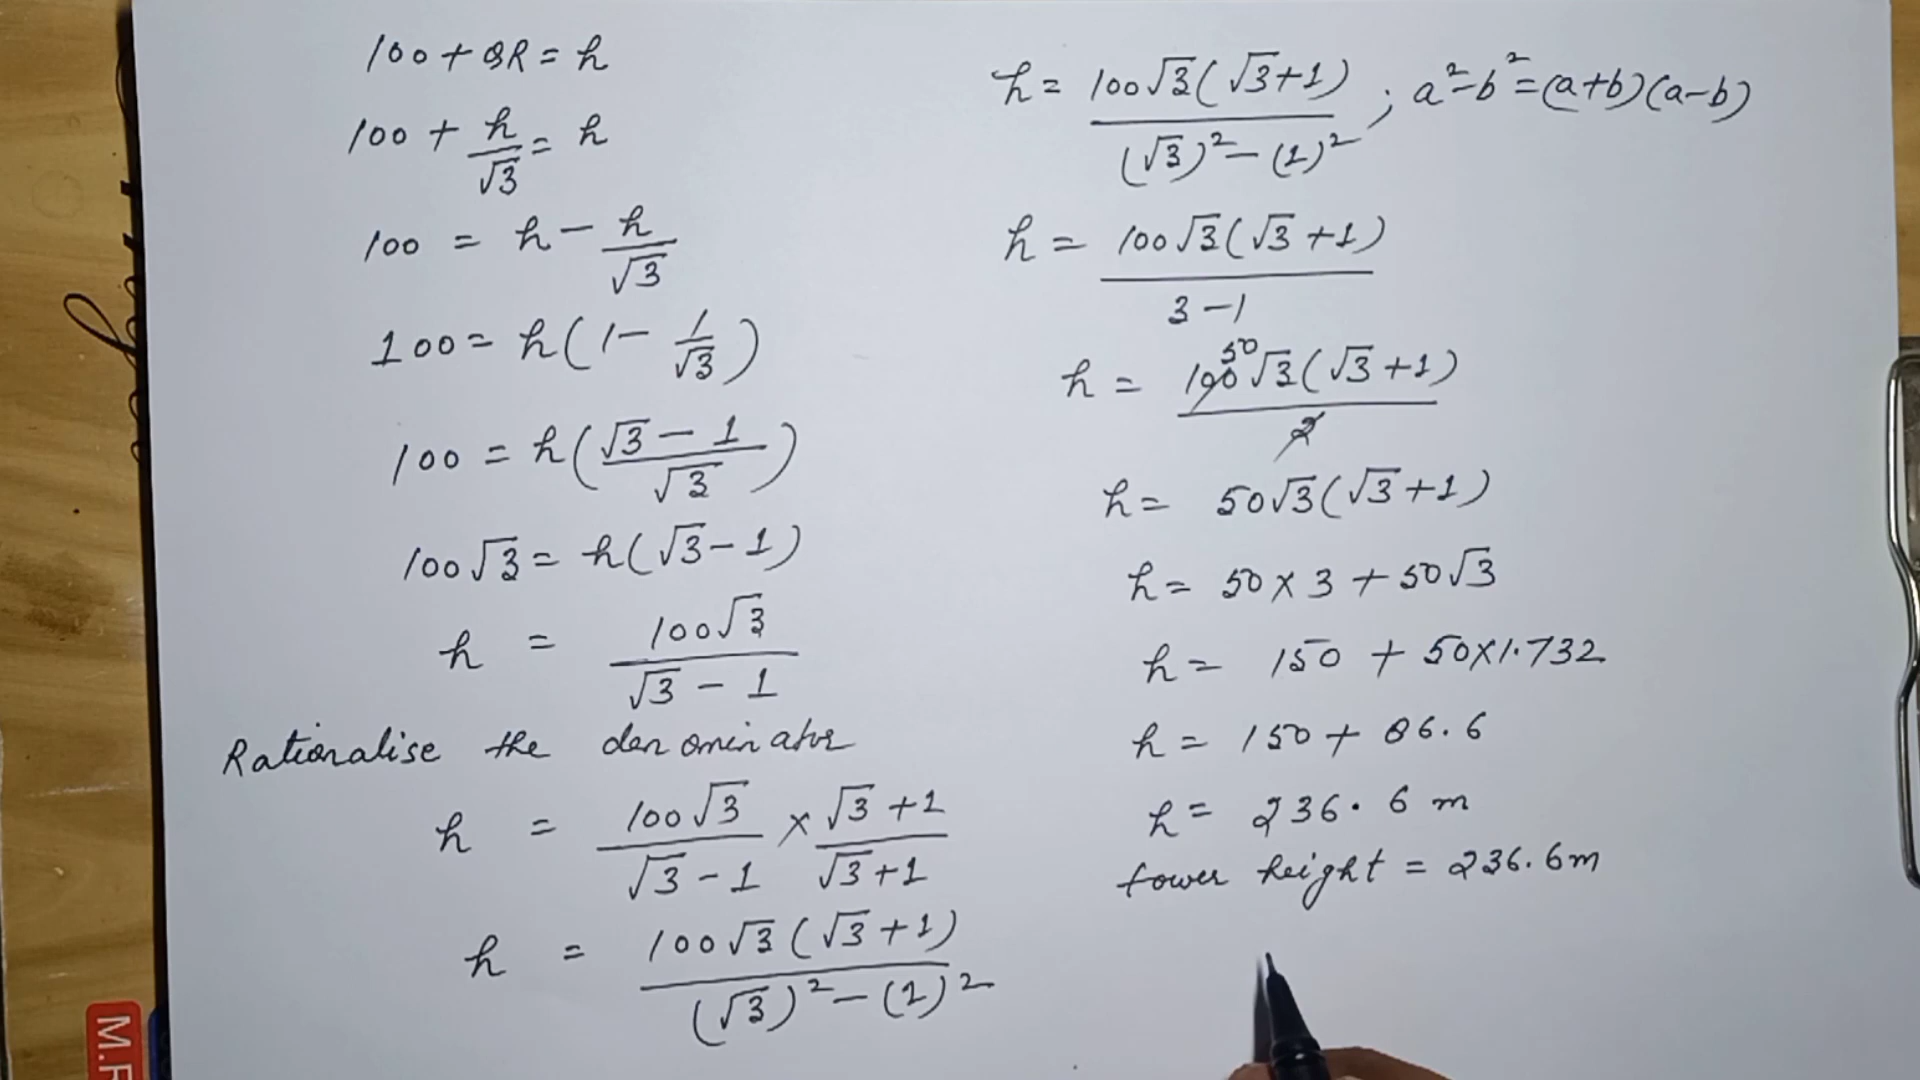 100 + QR = h
100 + h/√3 = h
100 = h - h/√3
100 = h(1 - 1/√3)
100 = h(√3 - 1/√3)
100√3 = h(√3 - 1)
h = 100√3/√3 - 1
Rationalise the denominator
h = 100√3/√3 - 1 × √3 + 1/√3 + 1
h = 100√3(√3 + 1)/(√3)² - (1)²
h = 100√3(√3 + 1)/(√3)² - (1)² ; a² - b² = (a+b)(a-b)
h = 100√3(√3 + 1)/3 - 1
h = 100 50 √3(√3 + 1)/2
h = 50√3(√3 + 1)
h = 50 × 3 + 50√3
h = 150 + 50×1.732
h = 150 + 86.6
h = 236.6 m
tower height = 236.6m